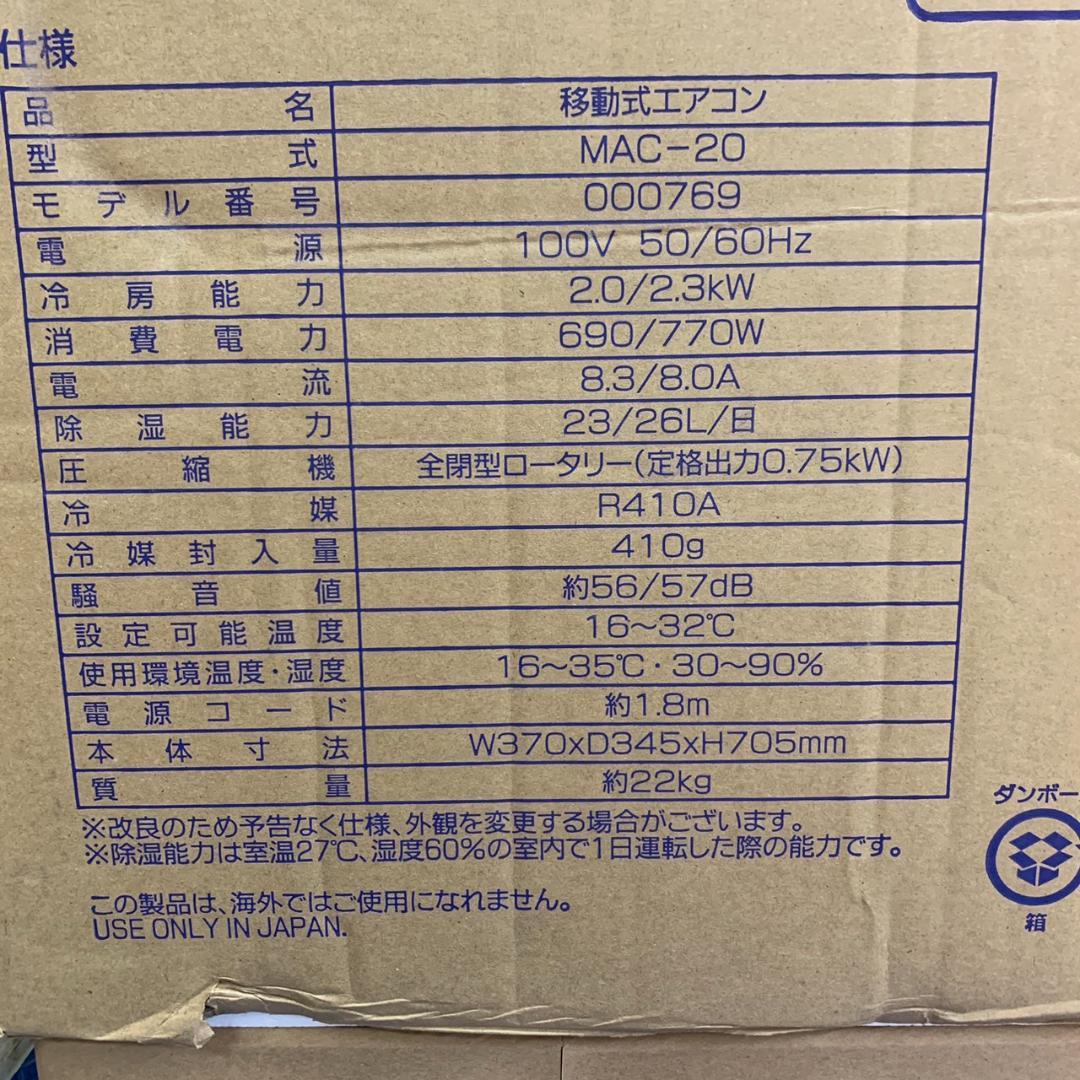 仕様
品名 移動式エアコン
型式 MAC-20
モデル番号 000769
電源 100V 50/60Hz
冷房能力 2.0/2.3kW
消費電力 690/770W
電流 8.3/8.0A
除湿能力 23/26L/日
圧縮機 全閉型ロータリー(定格出力0.75kW)
冷媒 R410A
冷媒封入量 410g
騒音値 約56/57dB
設定可能温度 16~32℃
使用環境温度・湿度 16~35℃・30~90%
電源コード 約1.8m
本体寸法 W370xD345xH705mm
質量 約22kg
※改良のため予告なく仕様、外観を変更する場合がございます。
※除湿能力は室温27℃、湿度60%の室内で1日運転した際の能力です。
この製品は、海外ではご使用になれません。
USE ONLY IN JAPAN.
ダンボー
箱